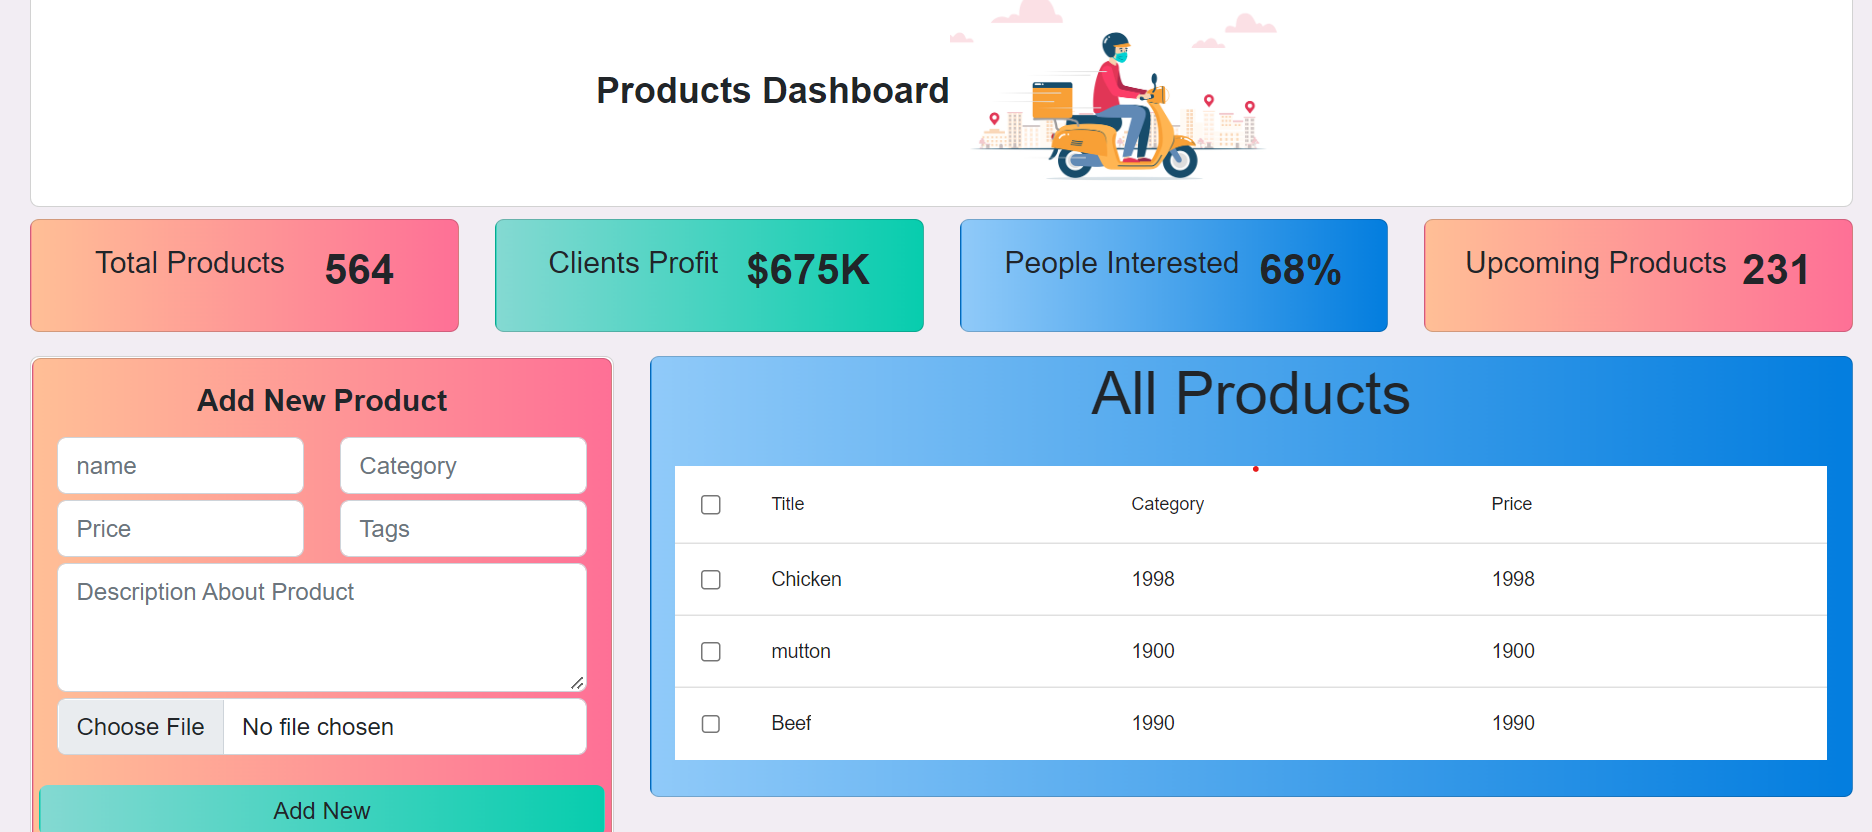 Products Dashboard
Total Products 564
Clients Profit $675K
People Interested 68%
Upcoming Products 231
Add New Product
name Category
Price Tags
Description About Product
Choose File No file chosen
Add New
All Products
Title Category Price
Chicken 1998 1998
mutton 1900 1900
Beef 1990 1990